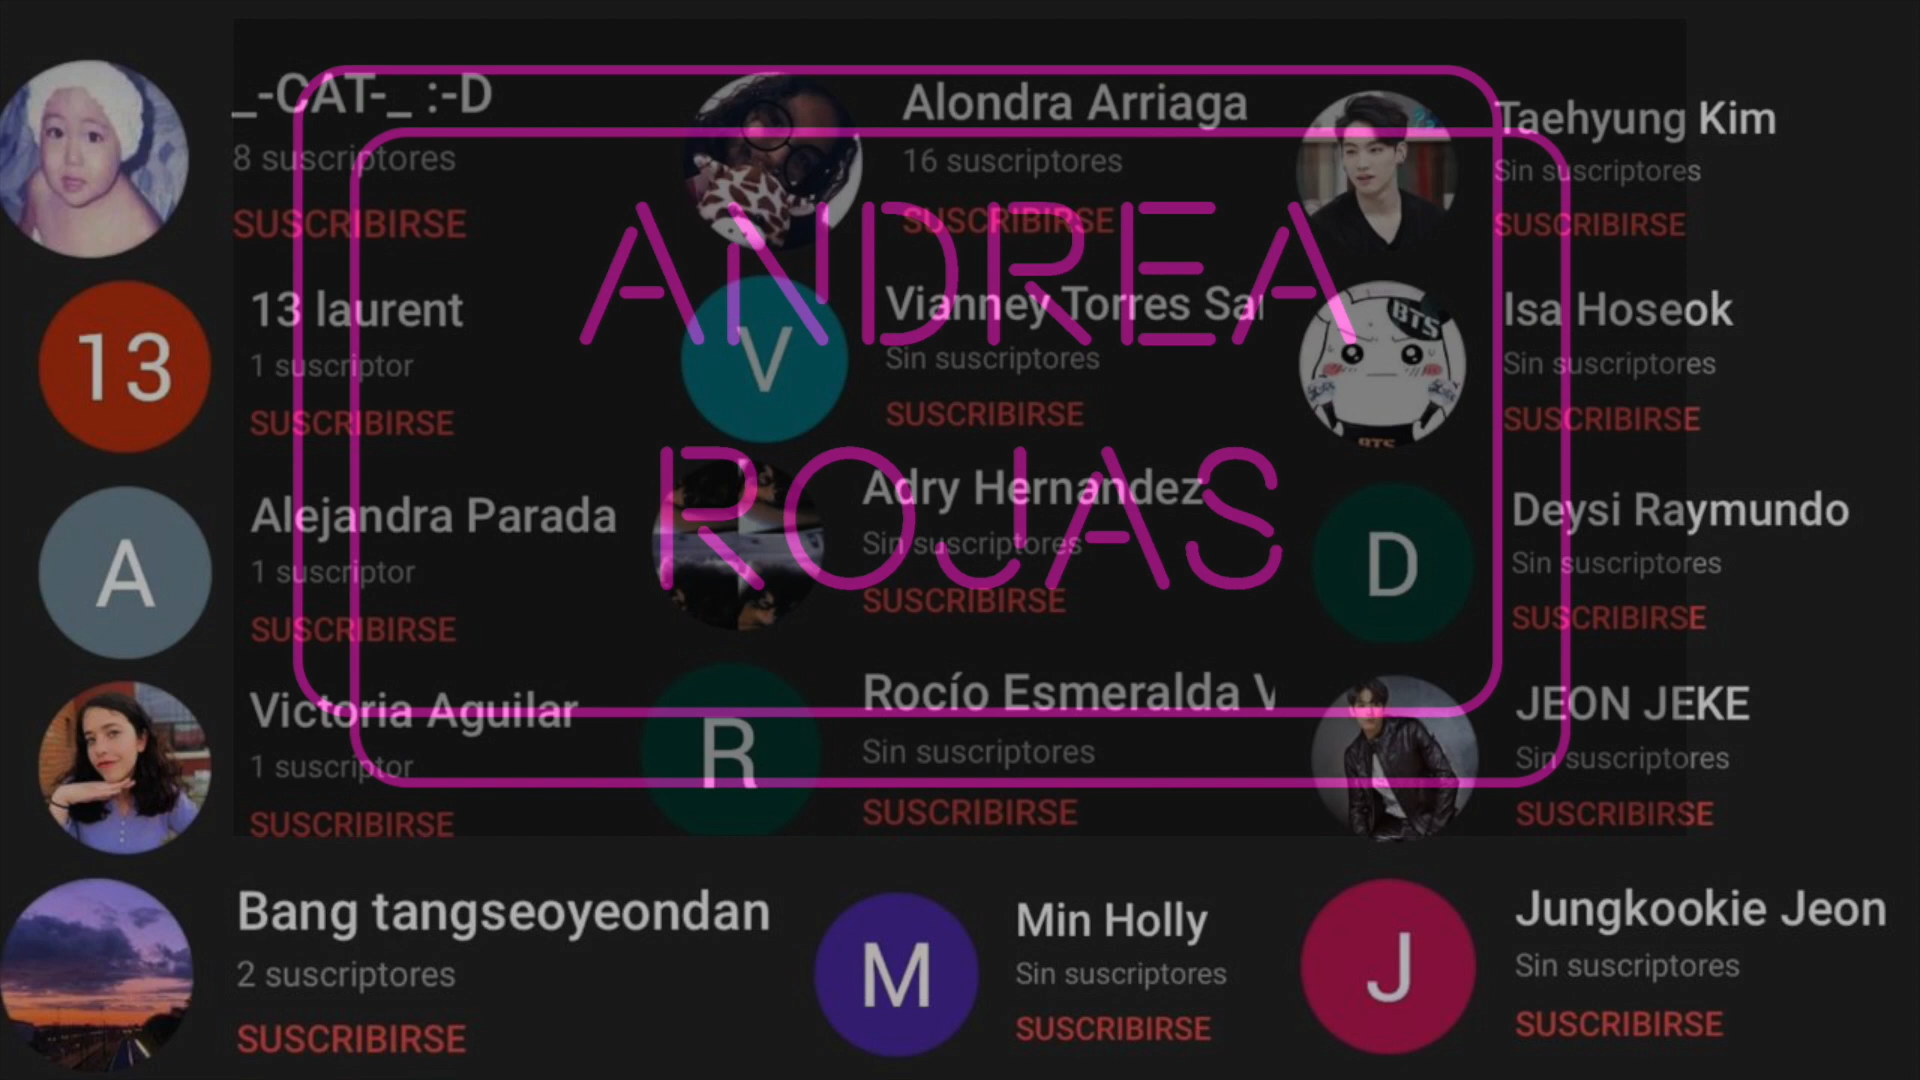 _-CAT-_ :-D
8 suscriptores
SUSCRIBIRSE
Alondra Arriaga
16 suscriptores
SUSCRIBIRSE
Taehyung Kim
Sin suscriptores
SUSCRIBIRSE
ANDREA
ROJAS
13
13 laurent
1 suscriptor
SUSCRIBIRSE
V
Vianney Torres Sa
Sin suscriptores
SUSCRIBIRSE
BTS
BTS
Isa Hoseok
Sin suscriptores
SUSCRIBIRSE
A
Alejandra Parada
1 suscriptor
SUSCRIBIRSE
Adry Hernandez
Sin suscriptores
SUSCRIBIRSE
D
Deysi Raymundo
Sin suscriptores
SUSCRIBIRSE
Victoria Aguilar
1 suscriptor
SUSCRIBIRSE
R
Rocío Esmeralda V
Sin suscriptores
SUSCRIBIRSE
JEON JEKE
Sin suscriptores
SUSCRIBIRSE
Bang tangseoyeondan
2 suscriptores
SUSCRIBIRSE
M
Min Holly
Sin suscriptores
SUSCRIBIRSE
J
Jungkookie Jeon
Sin suscriptores
SUSCRIBIRSE